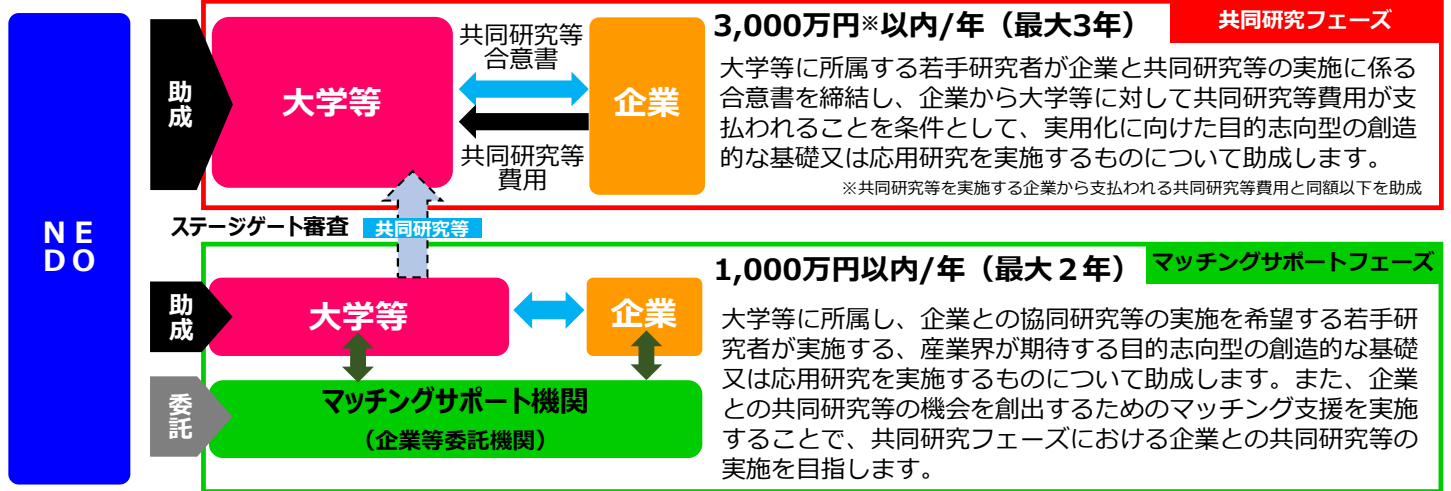 NE
DO
助
成
大学等
共同研究等
合意書
共同研究等
費用
企業
3,000万円※以内/年（最大3年）
共同研究フェーズ
大学等に所属する若手研究者が企業と共同研究等の実施に係る
合意書を締結し、企業から大学等に対して共同研究等費用が支
払われることを条件として、実用化に向けた目的志向型の創造
的な基礎又は応用研究を実施するものについて助成します。
※共同研究等を実施する企業から支払われる共同研究等費用と同額以下を助成
ステージゲート審査
共同研究等
助
成
大学等
企業
委
託
マッチングサポート機関
（企業等委託機関）
1,000万円以内/年（最大２年）
マッチングサポートフェーズ
大学等に所属し、企業との協同研究等の実施を希望する若手研
究者が実施する、産業界が期待する目的志向型の創造的な基礎
又は応用研究を実施するものについて助成します。また、企業
との共同研究等の機会を創出するためのマッチング支援を実施
することで、共同研究フェーズにおける企業との共同研究等の
実施を目指します。